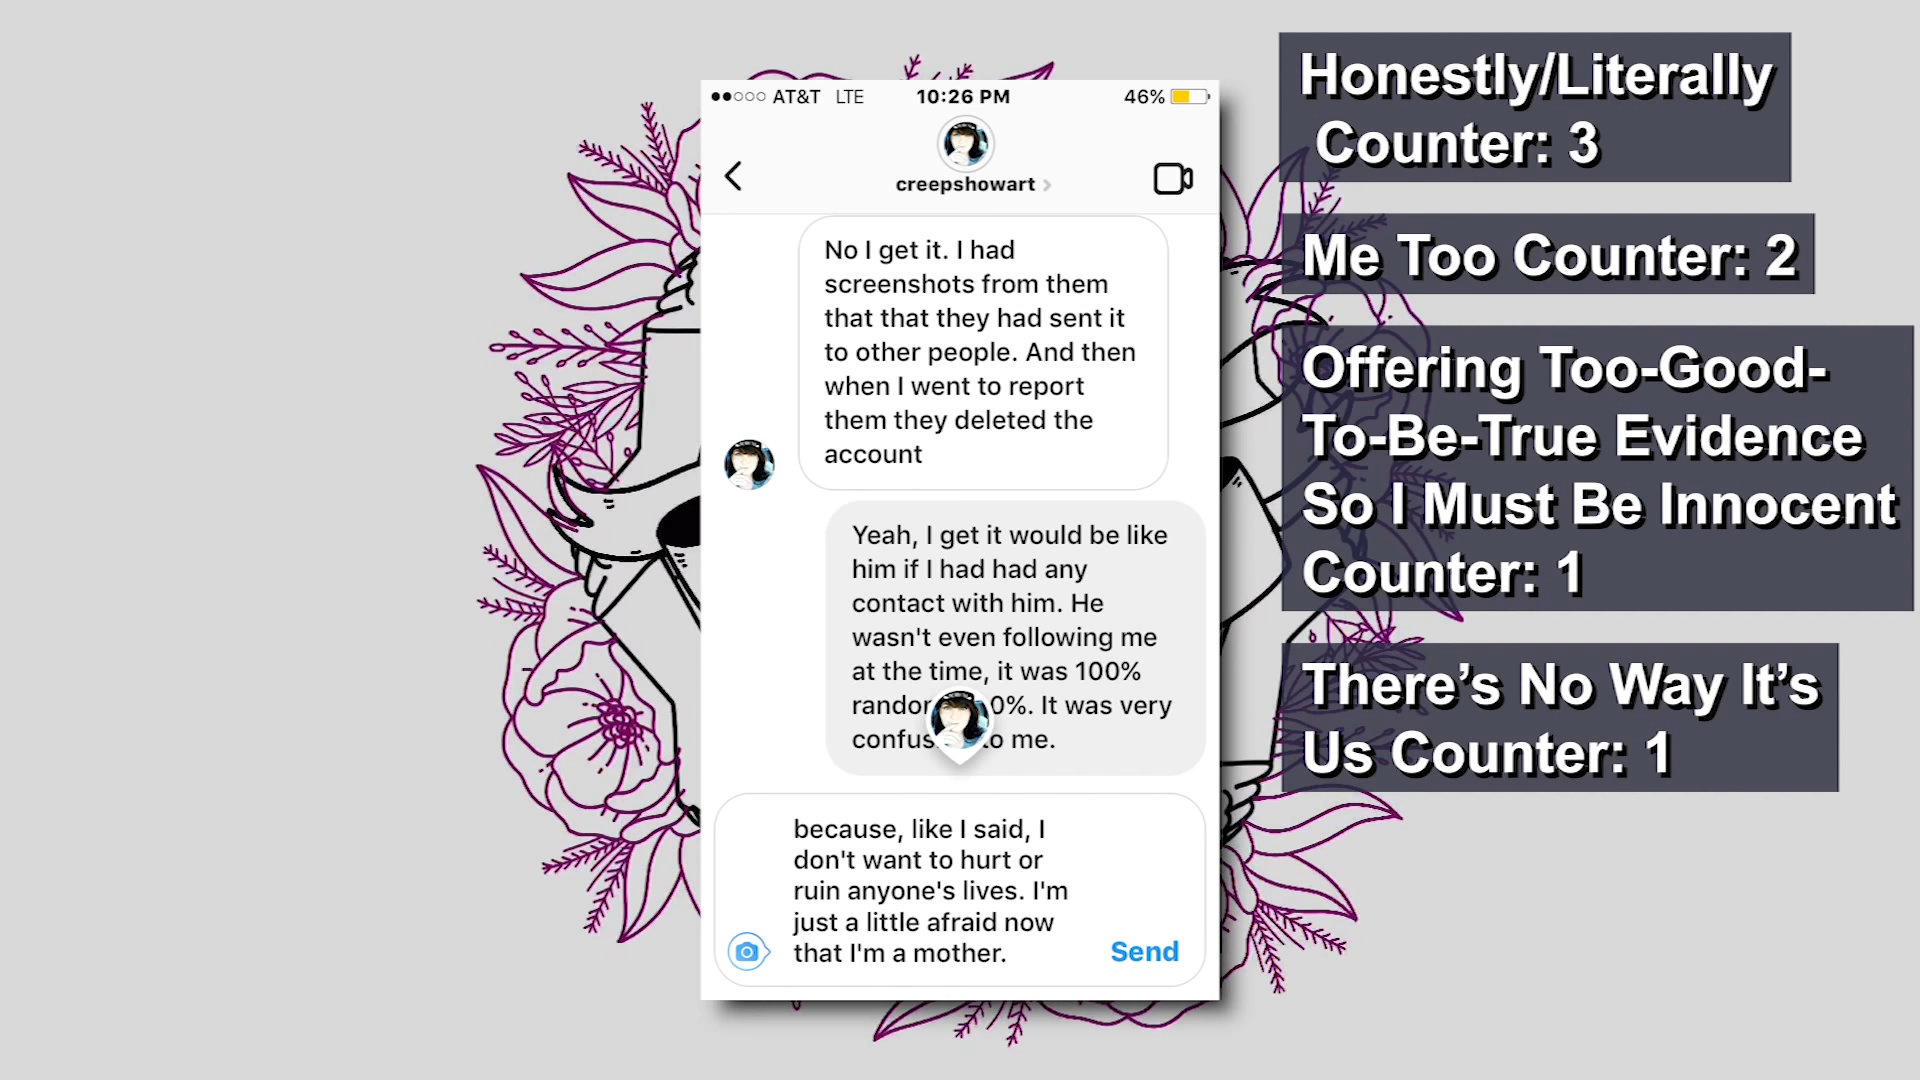 AT&T LTE 10:26 PM 46%
creepshowart
No I get it. I had
screenshots from them
that that they had sent it
to other people. And then
when I went to report
them they deleted the
account
Yeah, I get it would be like
him if I had had any
contact with him. He
wasn't even following me
at the time, it was 100%
0%. It was very
to me.
because, like I said, I
don't want to hurt or
ruin anyone's lives. I'm
just a little afraid now
that I'm a mother.
Send
Honestly/Literally
Counter: 3
Me Too Counter: 2
Offering Too-Good-
To-Be-True Evidence
So I Must Be Innocent
Counter: 1
There's No Way It's
Us Counter: 1